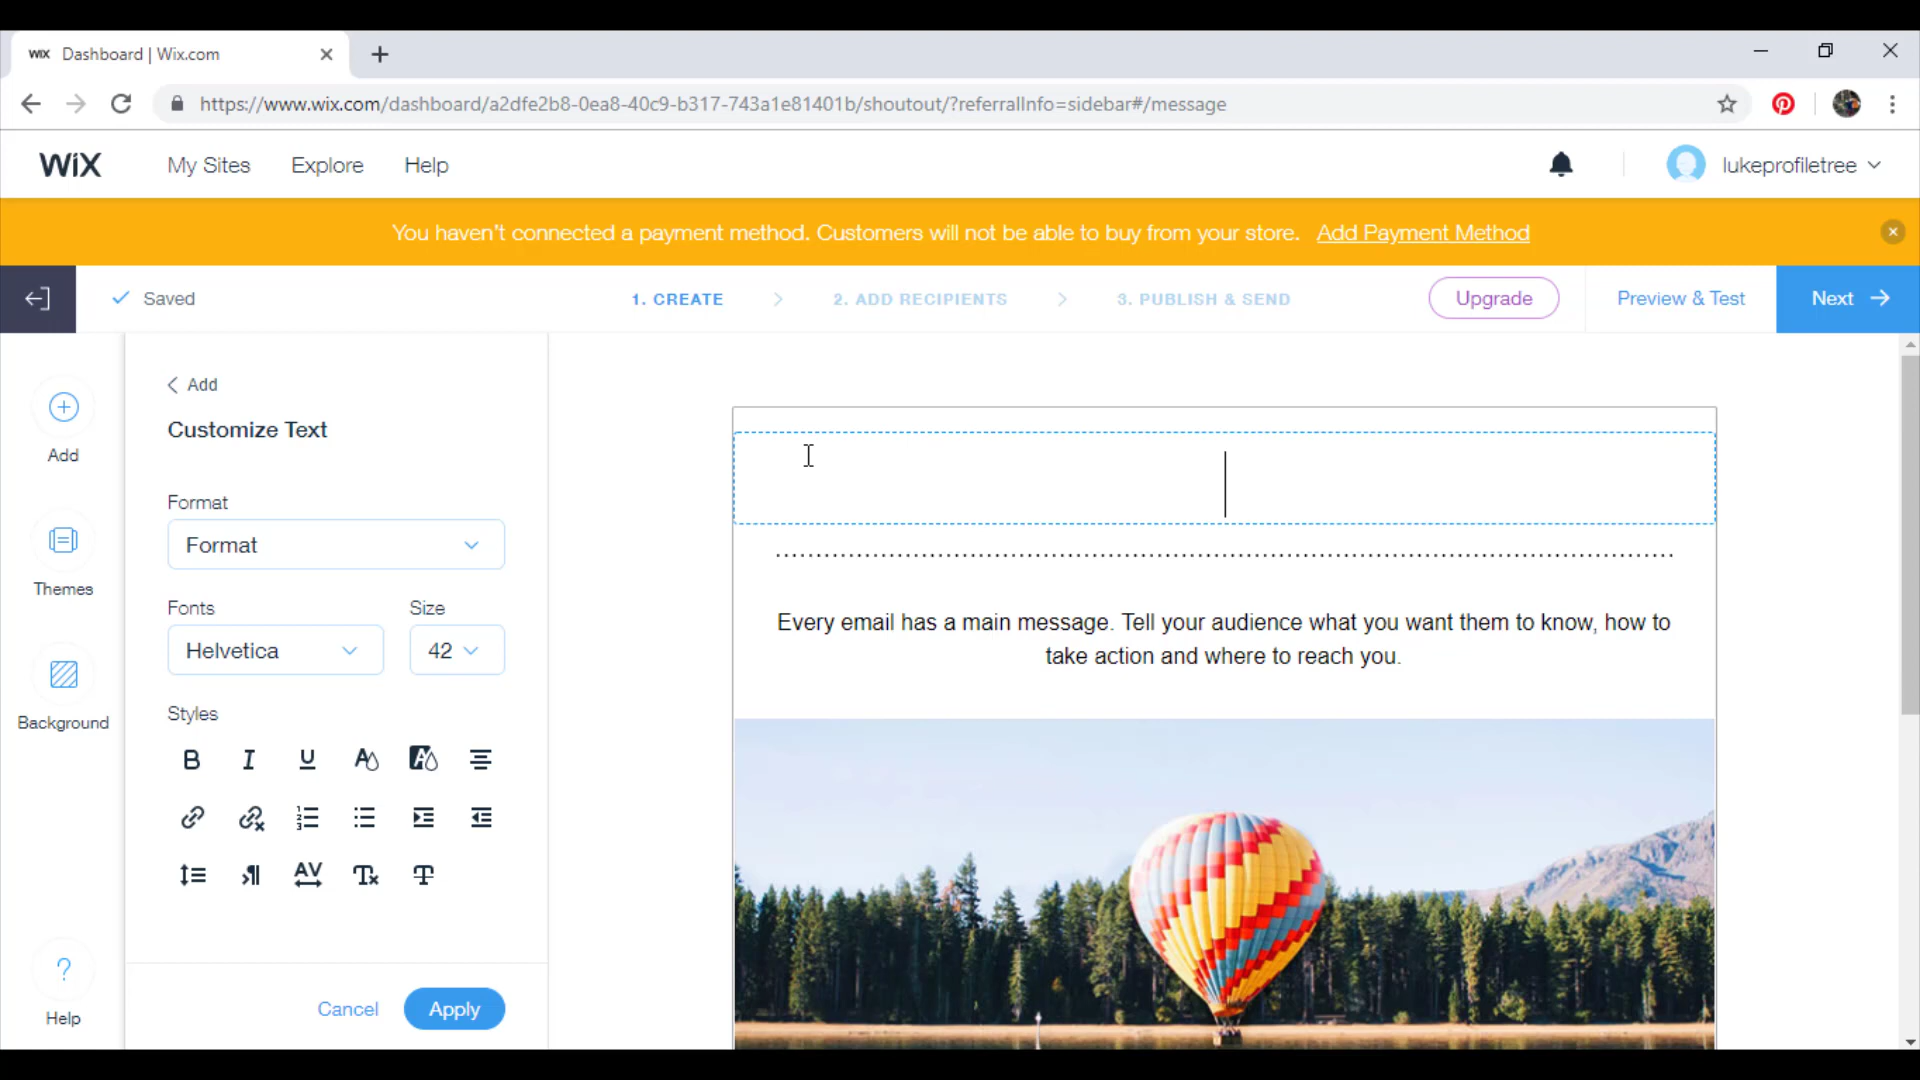 WIX Dashboard | Wix.com
https://www.wix.com/dashboard/a2dfe2b8-0ea8-40c9-b317-743a1e81401b/shoutout/?referralInfo=sidebar#/message
WIX My Sites Explore Help lukeprofiletree
You haven't connected a payment method. Customers will not be able to buy from your store. Add Payment Method
Saved 1. CREATE 2. ADD RECIPIENTS 3. PUBLISH & SEND Upgrade Preview & Test Next
Add
Themes
Background
Help
Add
Customize Text
Format
Format
Fonts Size
Helvetica 42
Styles
Cancel Apply
Every email has a main message. Tell your audience what you want them to know, how to
take action and where to reach you.